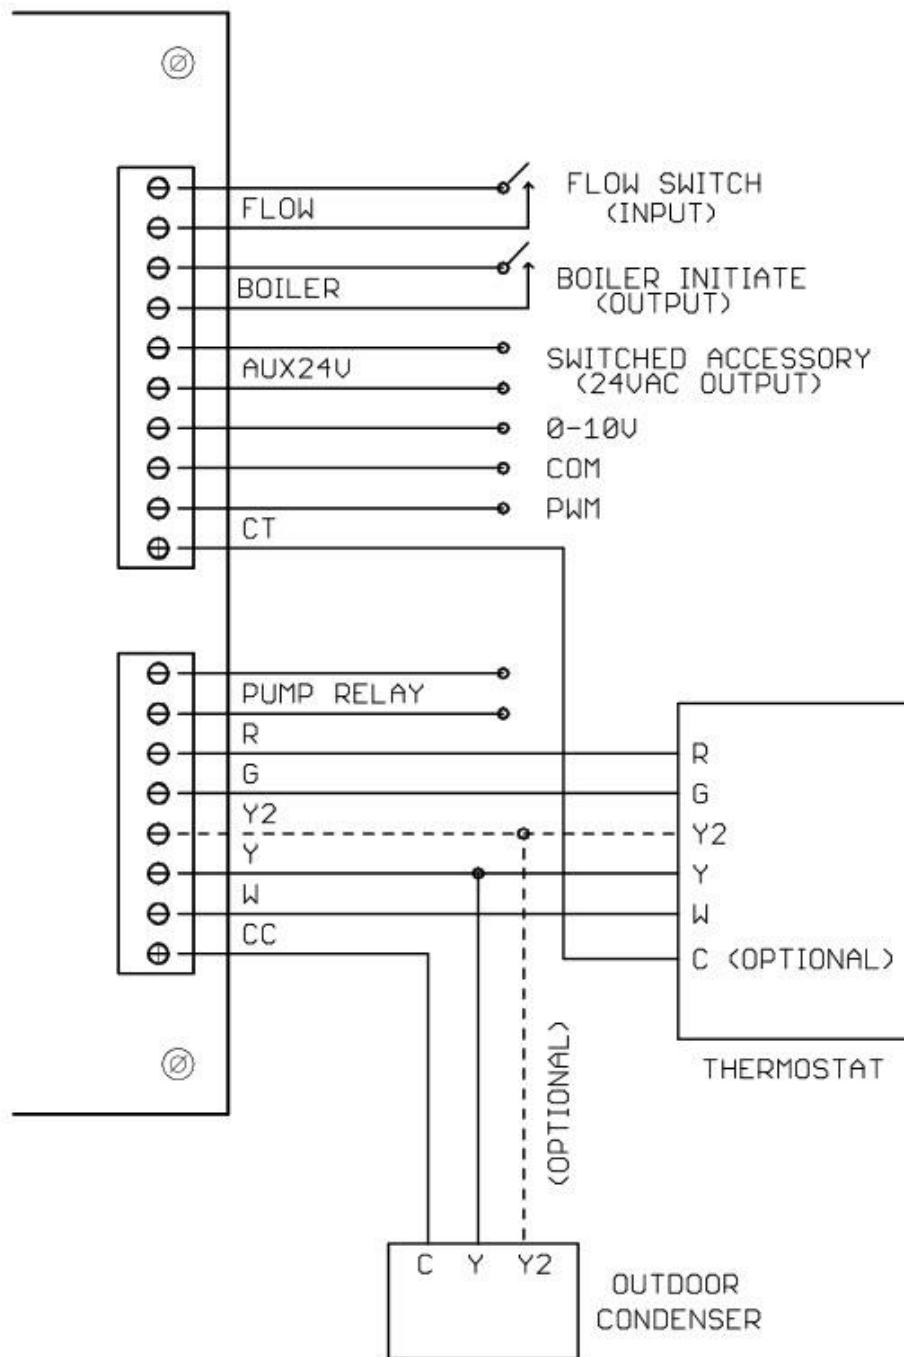 FLOW
FLOW SWITCH
(INPUT)
BOILER
BOILER INITIATE
(OUTPUT)
AUX24V
SWITCHED ACCESSORY
(24VAC OUTPUT)
0-10V
COM
PWM
CT
PUMP RELAY
R
G
Y2
Y
W
CC
R
G
Y2
Y
W
C (OPTIONAL)
THERMOSTAT
(OPTIONAL)
C Y Y2
OUTDOOR
CONDENSER